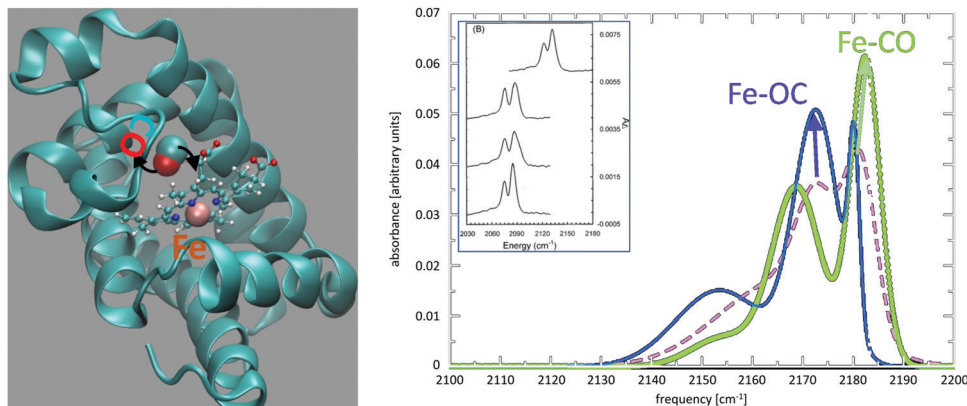 C
O
Fe
absorbance [arbitrary units]
0.07
0.06
0.05
0.04
0.03
0.02
0.01
0
(B)
0.0075
0.0055
0.0035
0.0015
-0.0005
2030 2060 2090 2120 2150 2180
Energy (cm⁻¹)
Fe-OC
Fe-CO
2100 2110 2120 2130 2140 2150 2160 2170 2180 2190 2200
frequency [cm⁻¹]